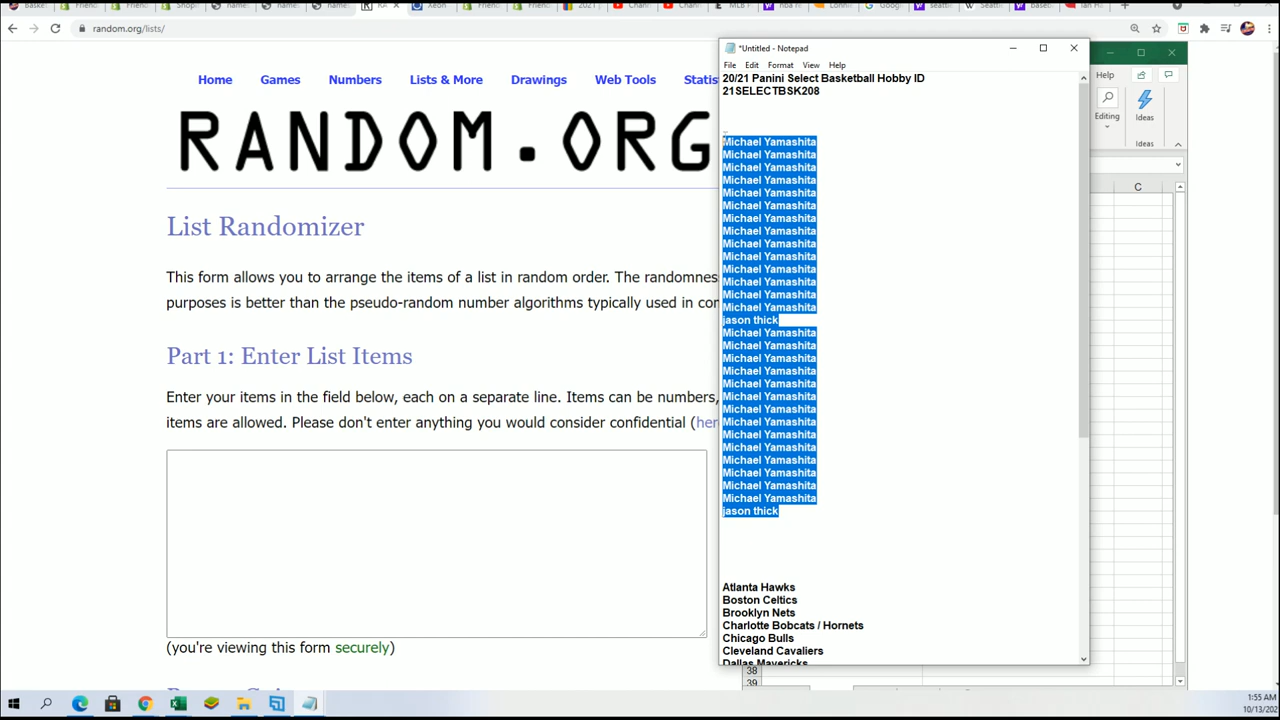 random.org/lists/
Home Games Numbers Lists & More Drawings Web Tools Statis
RANDOM.ORG
List Randomizer
This form allows you to arrange the items of a list in random order. The randomnes
purposes is better than the pseudo-random number algorithms typically used in co
Part 1: Enter List Items
Enter your items in the field below, each on a separate line. Items can be numbers,
items are allowed. Please don't enter anything you would consider confidential (her
(you're viewing this form securely)
*Untitled - Notepad
File Edit Format View Help
20/21 Panini Select Basketball Hobby ID
21SELECTBSK208
Michael Yamashita
Michael Yamashita
Michael Yamashita
Michael Yamashita
Michael Yamashita
Michael Yamashita
Michael Yamashita
Michael Yamashita
Michael Yamashita
Michael Yamashita
Michael Yamashita
Michael Yamashita
Michael Yamashita
Michael Yamashita
jason thick
Michael Yamashita
Michael Yamashita
Michael Yamashita
Michael Yamashita
Michael Yamashita
Michael Yamashita
Michael Yamashita
Michael Yamashita
Michael Yamashita
Michael Yamashita
Michael Yamashita
Michael Yamashita
Michael Yamashita
Michael Yamashita
jason thick
Atlanta Hawks
Boston Celtics
Brooklyn Nets
Charlotte Bobcats / Hornets
Chicago Bulls
Cleveland Cavaliers
Dallas Mavericks
Help
Editing
Ideas
Ideas
C
38
39
1:55 AM
10/13/202